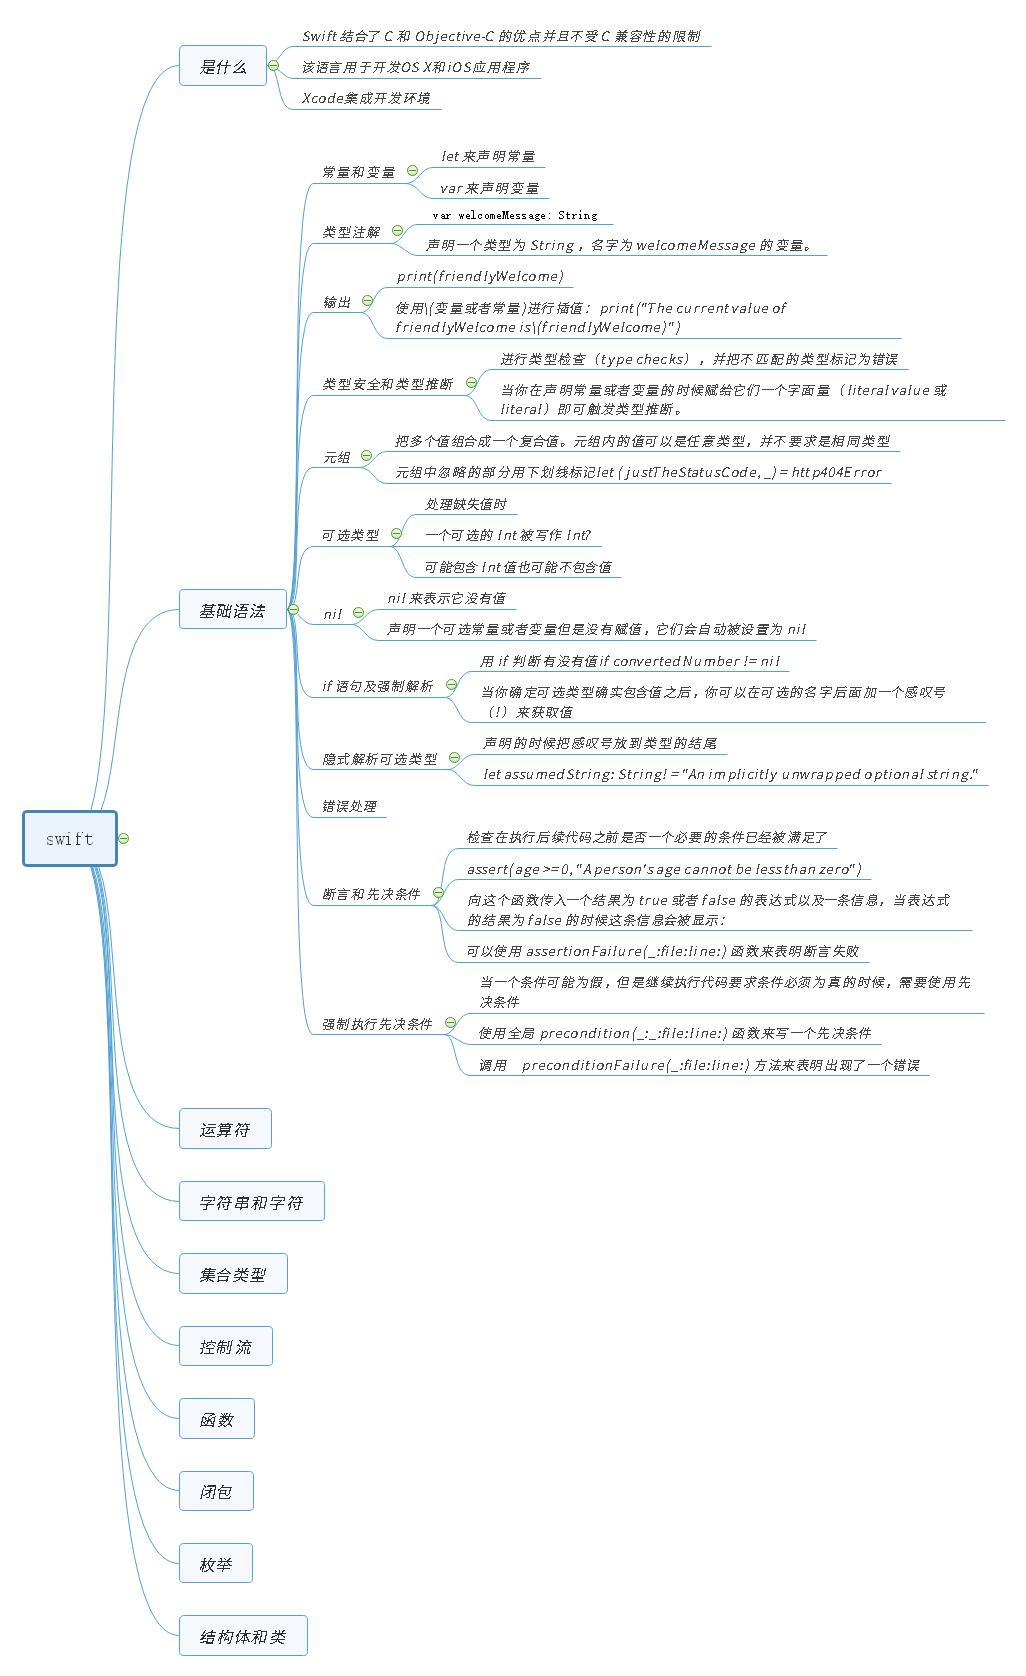 swift
是什么
Swift 结合了 C 和 Objective-C 的优点并且不受 C 兼容性的限制
该语言用于开发OS X和iOS应用程序
Xcode集成开发环境
基础语法
常量和变量
let 来声明常量
var 来声明变量
类型注解
var welcomeMessage: String
声明一个类型为 String ，名字为 welcomeMessage 的变量。
输出
print(friendlyWelcome)
使用\(变量或者常量)进行插值： print("The current value of
friendlyWelcome is\(friendlyWelcome)")
类型安全和类型推断
进行类型检查（type checks），并把不匹配的类型标记为错误
当你在声明常量或者变量的时候赋给它们一个字面量（literal value 或
literal）即可触发类型推断。
元组
把多个值组合成一个复合值。元组内的值可以是任意类型，并不要求是相同类型
元组中忽略的部分用下划线标记let ( justTheStatusCode, _) = http404Error
可选类型
处理缺失值时
一个可选的 Int 被写作 Int?
可能包含 Int 值也可能不包含值
nil
nil 来表示它没有值
声明一个可选常量或者变量但是没有赋值，它们会自动被设置为 nil
if 语句及强制解析
用 if 判断有没有值if convertedNumber != nil
当你确定可选类型确实包含值之后，你可以在可选的名字后面加一个感叹号
（!）来获取值
隐式解析可选类型
声明的时候把感叹号放到类型的结尾
let assumedString: String! = "An implicitly unwrapped optional string."
错误处理
断言和先决条件
检查在执行后续代码之前是否一个必要的条件已经被满足了
assert(age >= 0, "A person's age cannot be less than zero")
向这个函数传入一个结果为 true 或者 false 的表达式以及一条信息，当表达式
的结果为 false 的时候这条信息会被显示：
可以使用 assertionFailure(_:file:line:) 函数来表明断言失败
强制执行先决条件
当一个条件可能为假，但是继续执行代码要求条件必须为真的时候，需要使用先
决条件
使用全局 precondition(_:_:file:line:) 函数来写一个先决条件
调用 preconditionFailure(_:file:line:) 方法来表明出现了一个错误
运算符
字符串和字符
集合类型
控制流
函数
闭包
枚举
结构体和类